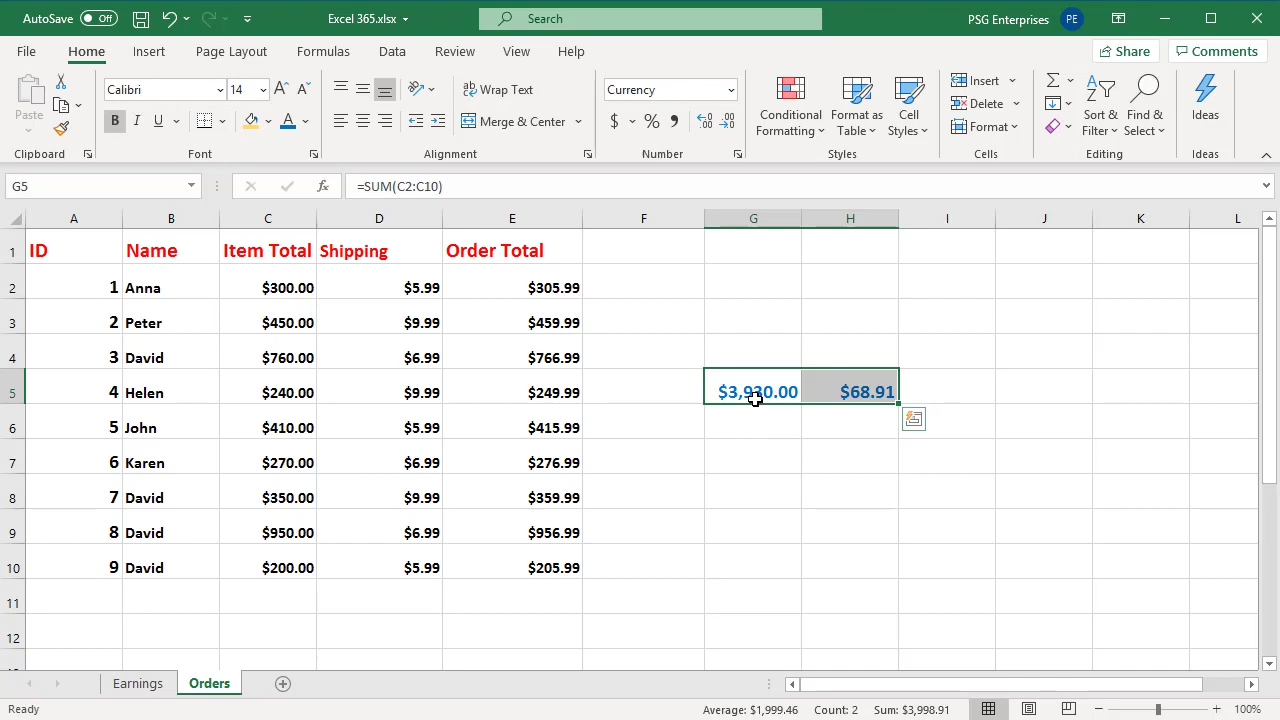 AutoSave Off Excel 365.xlsx Search PSG Enterprises PE
File Home Insert Page Layout Formulas Data Review View Help Share Comments
Calibri 14 Wrap Text Currency Insert
Paste B I U Merge & Center $ % Conditional Formatting Format as Table Cell Styles Delete Sort & Filter Find & Select Ideas
Format
Clipboard Font Alignment Number Styles Cells Editing Ideas
G5 fx =SUM(C2:C10)
A B C D E F G H I J K L
1 ID Name Item Total Shipping Order Total
2 1 Anna $300.00 $5.99 $305.99
3 2 Peter $450.00 $9.99 $459.99
4 3 David $760.00 $6.99 $766.99
5 4 Helen $240.00 $9.99 $249.99 $3,930.00 $68.91
6 5 John $410.00 $5.99 $415.99
7 6 Karen $270.00 $6.99 $276.99
8 7 David $350.00 $9.99 $359.99
9 8 David $950.00 $6.99 $956.99
10 9 David $200.00 $5.99 $205.99
11
12
Earnings Orders
Ready Average: $1,999.46 Count: 2 Sum: $3,998.91 100%